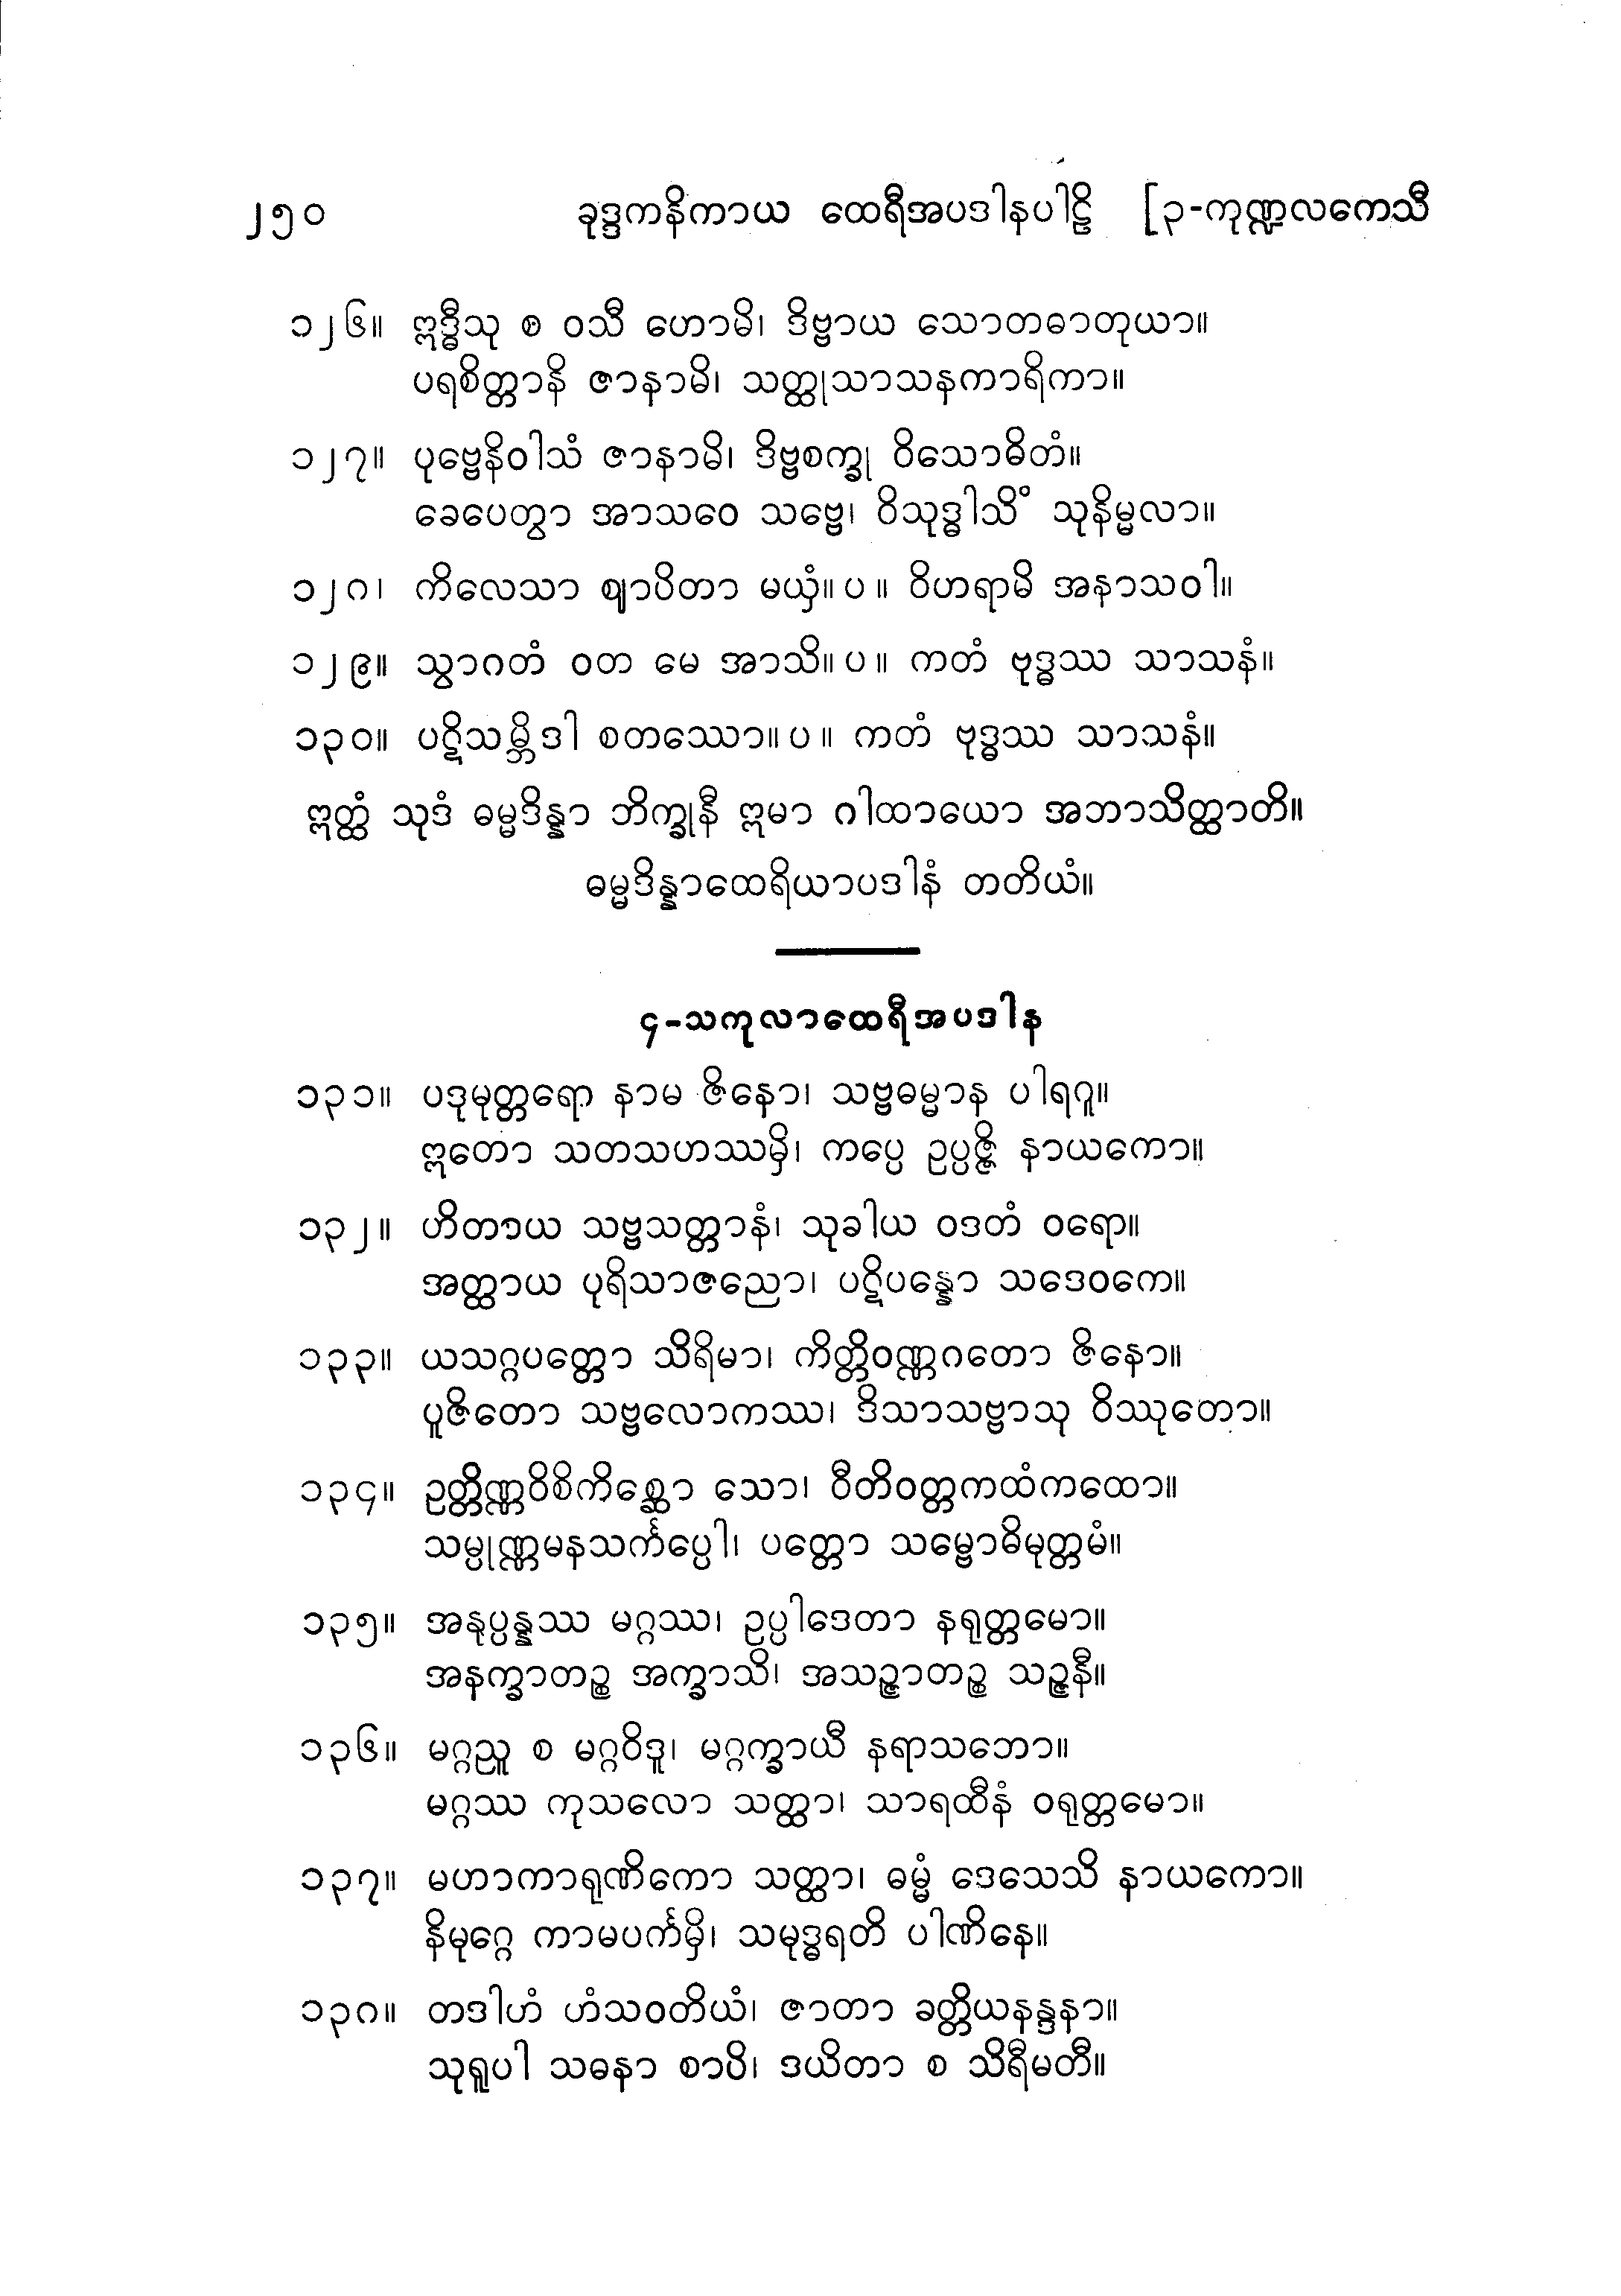 ၂၅၀ ခုဒ္ဒကနိကာယ ထေရီအပဒါနပါဠိ [၃-ကုဏ္ဍလကေသီ
၁၂၆။ ဣဒ္ဓီသု စ ဝသီ ဟောမိ၊ ဒိဗ္ဗာယ သောတဓာတုယာ။
ပရစိတ္တာနိ ဇာနာမိ၊ သတ္ထုသာသနကာရိကာ။
၁၂၇။ ပုဗ္ဗေနိဝါသံ ဇာနာမိ၊ ဒိဗ္ဗစက္ခု ဝိသောဓိတံ။
ခေပေတွာ အာသဝေ သဗ္ဗေ၊ ဝိသုဒ္ဓါသိံ သုနိမ္မလာ။
၁၂၈၊ ကိလေသာ ဈာပိတာ မယှံ။ပ။ ဝိဟရာမိ အနာသဝါ။
၁၂၉။ သွာဂတံ ဝတ မေ အာသိ။ပ။ ကတံ ဗုဒ္ဓဿ သာသနံ။
၁၃၀။ ပဋိသမ္ဘိဒါ စတဿော။ပ။ ကတံ ဗုဒ္ဓဿ သာသနံ။
ဣတ္ထံ သုဒံ ဓမ္မဒိန္နာ ဘိက္ခုနီ ဣမာ ဂါထာယော အဘာသိတ္ထာတိ။
ဓမ္မဒိန္နာထေရိယာပဒါနံ တတိယံ။
၄-သကုလာထေရီအပဒါန
၁၃၁။ ပဒုမုတ္တရော နာမ ဇိနော၊ သဗ္ဗဓမ္မာန ပါရဂူ။
ဣတော သတသဟဿမှိ၊ ကပ္ပေ ဥပ္ပဇ္ဇိ နာယကော။
၁၃၂။ ဟိတာယ သဗ္ဗသတ္တာနံ၊ သုခါယ ဝဒတံ ဝရော။
အတ္ထာယ ပုရိသာဇညော၊ ပဋိပန္နော သဒေဝကေ။
၁၃၃။ ယသဂ္ဂပတ္တော သိရိမာ၊ ကိတ္တိဝဏ္ဏဂတော ဇိနော။
ပူဇိတော သဗ္ဗလောကဿ၊ ဒိသာသဗ္ဗာသု ဝိဿုတော။
၁၃၄။ ဥတ္တိဏ္ဏဝိစိကိစ္ဆော သော၊ ဝီတိဝတ္တကထံကထော။
သမ္ပုဏ္ဏမနသင်္ကပ္ပေါ၊ ပတ္တော သမ္ဗောဓိမုတ္တမံ။
၁၃၅။ အနုပ္ပန္နဿ မဂ္ဂဿ၊ ဥပ္ပါဒေတာ နရုတ္တမော။
အနက္ခာတဉ္စ အက္ခာသိ၊ အသဉ္ဇာတဉ္စ သဉ္ဇနီ။
၁၃၆။ မဂ္ဂညူ စ မဂ္ဂဝိဒူ၊ မဂ္ဂက္ခာယီ နရာသဘော။
မဂ္ဂဿ ကုသလော သတ္ထာ၊ သာရထီနံ ဝရုတ္တမော။
၁၃၇။ မဟာကာရုဏိကော သတ္ထာ၊ ဓမ္မံ ဒေသေသိ နာယကော။
နိမုဂ္ဂေ ကာမပင်္ကမှိ၊ သမုဒ္ဓရတိ ပါဏိနေ။
၁၃၈။ တဒါဟံ ဟံသဝတိယံ၊ ဇာတာ ခတ္တိယနန္ဒနာ။
သုရူပါ သဓနာ စာပိ၊ ဒယိတာ စ သိရီမတီ။